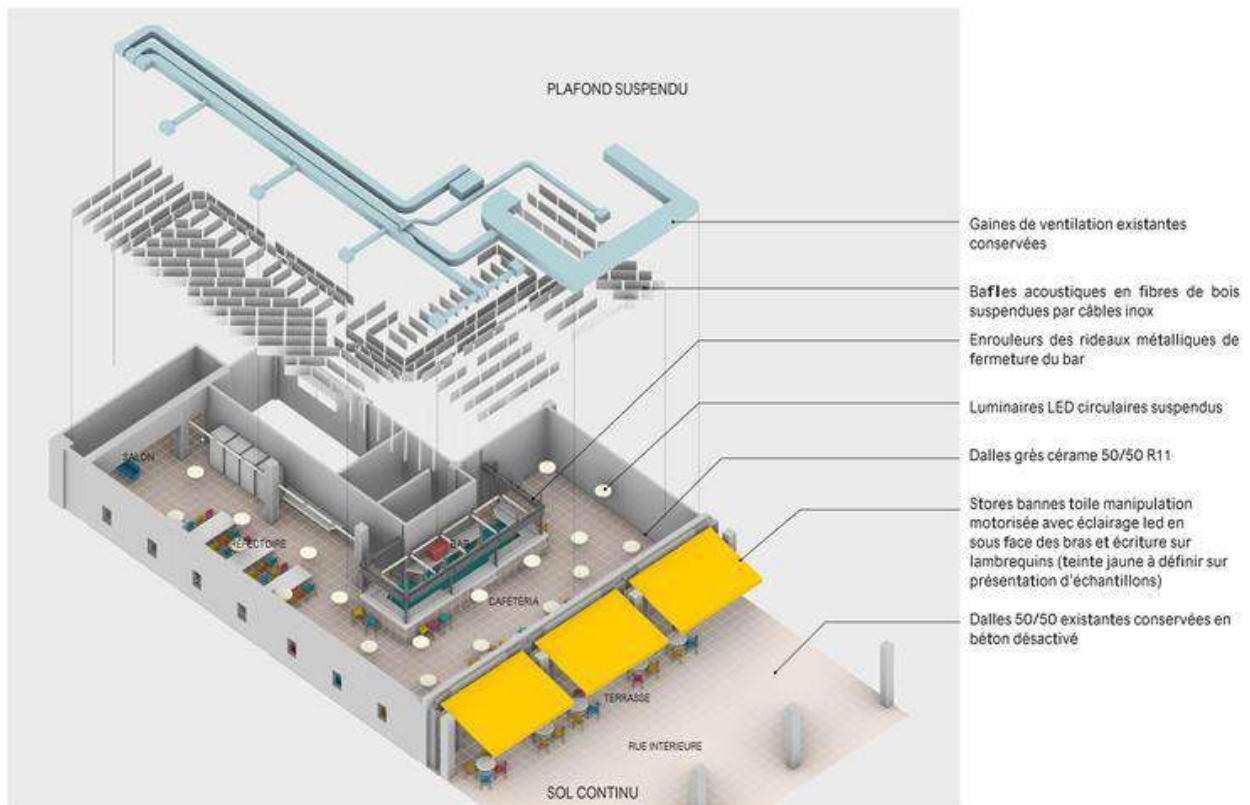 PLAFOND SUSPENDU
Gaines de ventilation existantes
conservées
Bafles acoustiques en fibres de bois
suspendues par câbles inox
Enrouleurs des rideaux métalliques de
fermeture du bar
Luminaires LED circulaires suspendus
Dalles grès cérame 50/50 R11
Stores bannes toile manipulation
motorisée avec éclairage led en
sous face des bras et écriture sur
lambrequins (teinte jaune à définir sur
présentation d'échantillons)
Dalles 50/50 existantes conservées en
béton désactivé
SALON
REFECTOIRE
BAR
CAFÉTÉRIA
TERRASSE
RUE INTÉRIEURE
SOL CONTINU